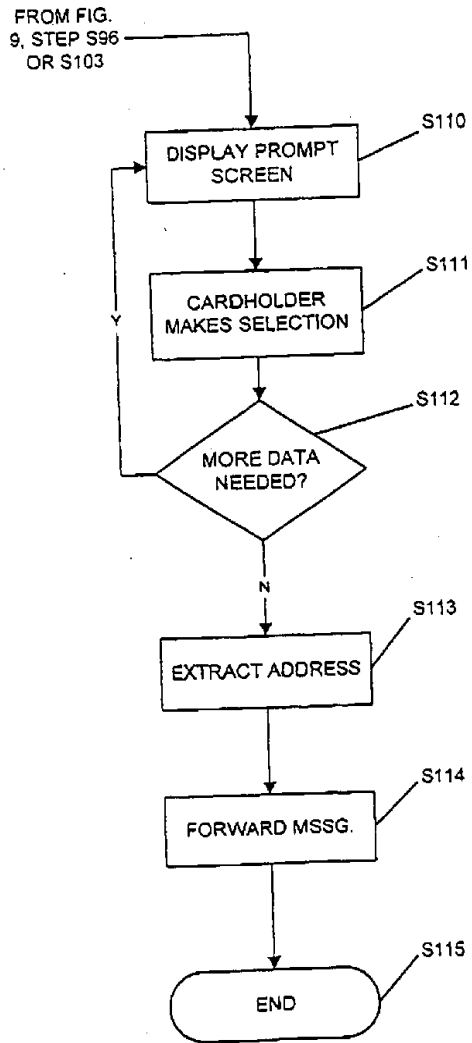 FROM FIG.
9, STEP S96
OR S103
S110
DISPLAY PROMPT
SCREEN
S111
CARDHOLDER
MAKES SELECTION
Y
S112
MORE DATA
NEEDED?
N
S113
EXTRACT ADDRESS
S114
FORWARD MSSG.
S115
END